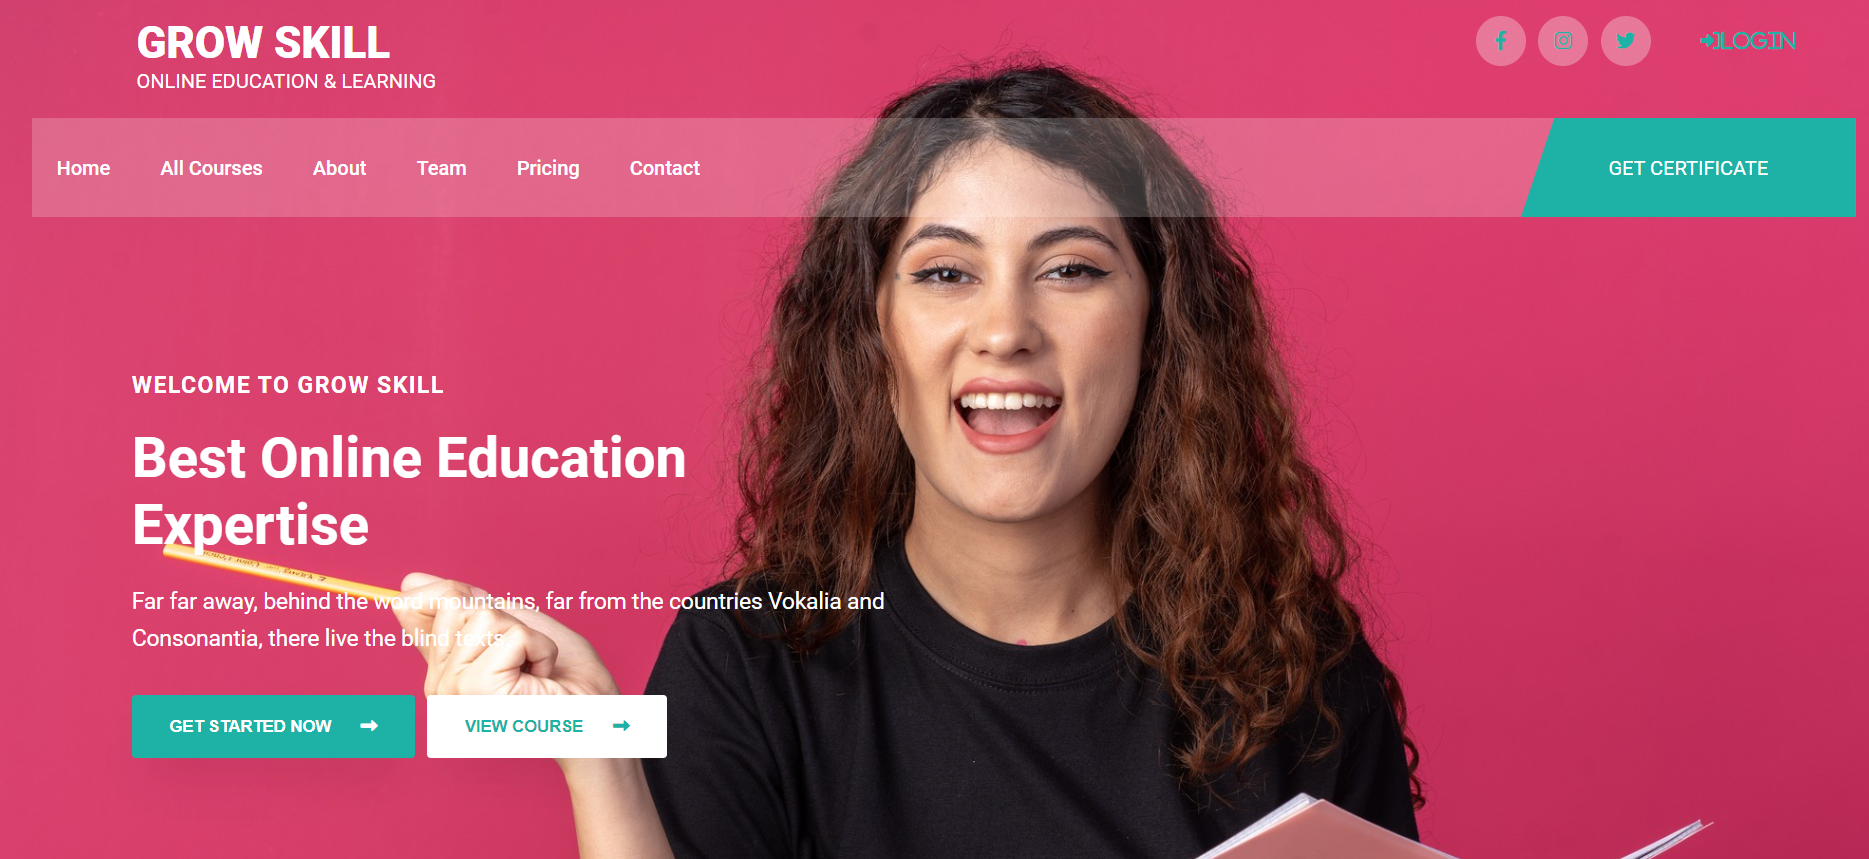 GROW SKILL
ONLINE EDUCATION & LEARNING
LOGIN
Home All Courses About Team Pricing Contact GET CERTIFICATE
WELCOME TO GROW SKILL
Best Online Education
Expertise
Far far away, behind the word mountains, far from the countries Vokalia and
Consonantia, there live the blind texts.
GET STARTED NOW VIEW COURSE